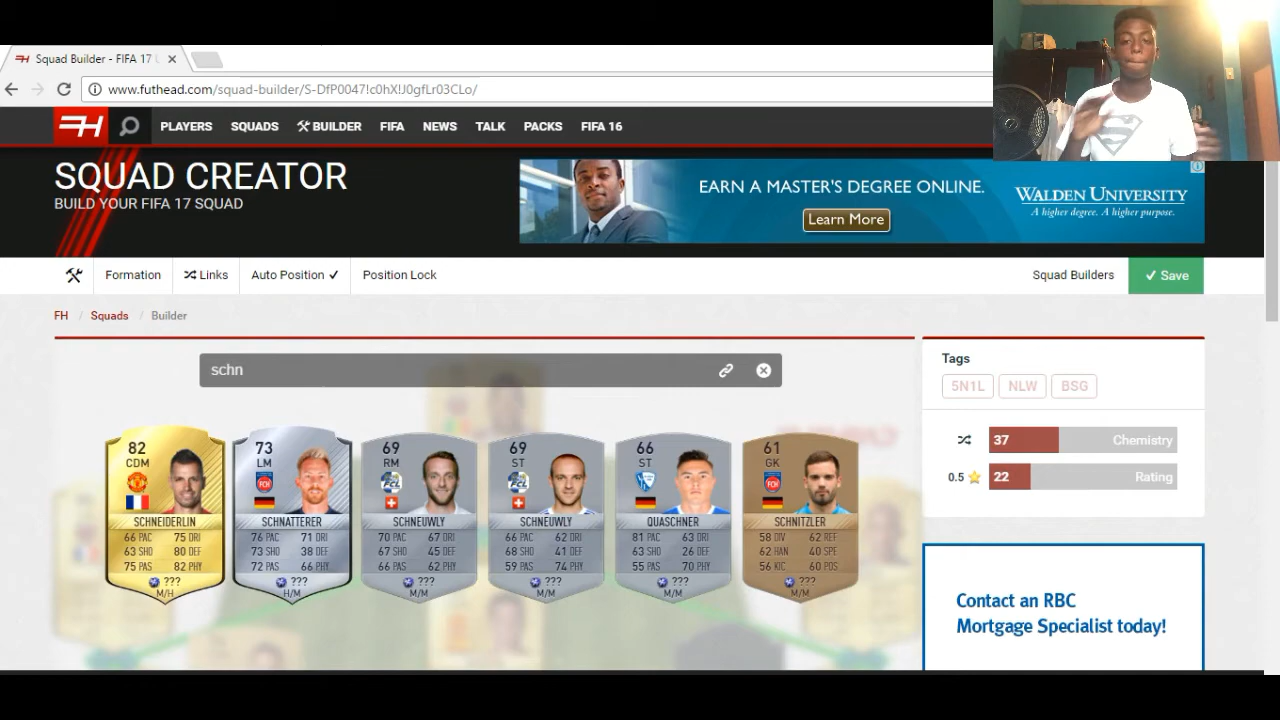 Squad Builder - FIFA 17
www.futhead.com/squad-builder/S-DfP0047!c0hX!J0gfLr03CLo/
FH PLAYERS SQUADS BUILDER FIFA NEWS TALK PACKS FIFA 16
SQUAD CREATOR
BUILD YOUR FIFA 17 SQUAD
EARN A MASTER'S DEGREE ONLINE.
Learn More
WALDEN UNIVERSITY
A higher degree. A higher purpose.
Formation Links Auto Position ✓ Position Lock Squad Builders ✓ Save
FH / Squads / Builder
schn
Tags
5N1L NLW BSG
37 Chemistry
0.5 22 Rating
82
CDM
SCHNEIDERLIN
66 PAC 75 DRI
63 SHO 80 DEF
75 PAS 82 PHY
???
M/H
73
LM
SCHNATTERER
76 PAC 71 DRI
73 SHO 38 DEF
72 PAS 66 PHY
???
H/M
69
RM
SCHNEUWLY
70 PAC 67 DRI
67 SHO 45 DEF
66 PAS 62 PHY
???
M/M
69
ST
SCHNEUWLY
66 PAC 62 DRI
68 SHO 41 DEF
59 PAS 74 PHY
???
M/M
66
ST
QUASCHNER
81 PAC 63 DRI
63 SHO 26 DEF
55 PAS 70 PHY
???
M/M
61
GK
SCHNITZLER
58 DIV 62 REF
62 HAN 40 SPE
56 KIC 60 POS
???
M/M
Contact an RBC
Mortgage Specialist today!